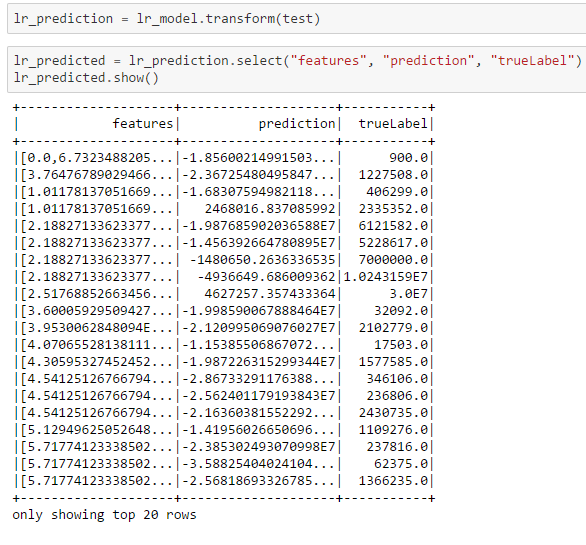 lr_prediction = lr_model.transform(test)
lr_predicted = lr_prediction.select("features", "prediction", "trueLabel")
lr_predicted.show()
+--------------------+--------------------+-----------+
|            features|          prediction|  trueLabel|
+--------------------+--------------------+-----------+
|[0.0,6.7323488205...|-1.85600214991503...|      900.0|
|[3.76476789029466...|-2.36725480495847...|  1227508.0|
|[1.01178137051669...|-1.68307594982118...|   406299.0|
|[1.01178137051669...|   2468016.837085992|  2335352.0|
|[2.18827133623377...|-1.987685902036588E7|  6121582.0|
|[2.18827133623377...|-1.456392664780895E7|  5228617.0|
|[2.18827133623377...| -1480650.2636336535|  7000000.0|
|[2.18827133623377...|  -4936649.686009362|1.0243159E7|
|[2.51768852663456...|   4627257.357433364|      3.0E7|
|[3.60005929509427...|-1.998590067888464E7|    32092.0|
|[3.9530062848094E...|-2.120995069076027E7|  2102779.0|
|[4.07065528138111...|-1.15385506867072...|    17503.0|
|[4.30595327452452...|-1.987226315299344E7|  1577585.0|
|[4.54125126766794...|-2.86733291176388...|   346106.0|
|[4.54125126766794...|-2.562401179193843E7|   236806.0|
|[4.54125126766794...|-2.16360381552292...|  2430735.0|
|[5.12949625052648...|-1.41956026650696...|  1109276.0|
|[5.71774123338502...|-2.385302493070998E7|   237816.0|
|[5.71774123338502...|-3.58825404024104...|    62375.0|
|[5.71774123338502...|-2.56818693326785...|  1366235.0|
+--------------------+--------------------+-----------+
only showing top 20 rows